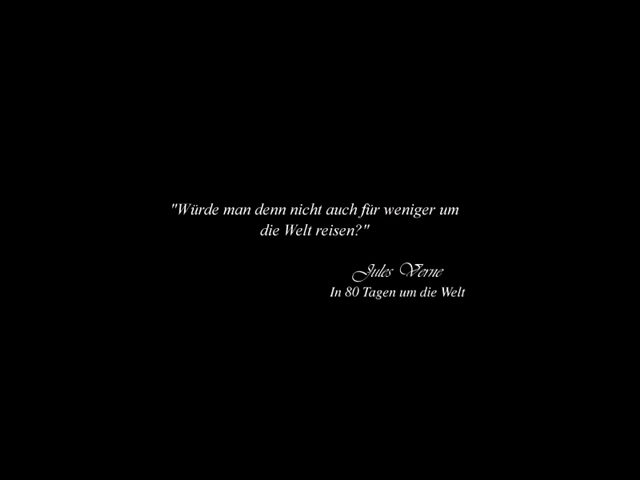 "Würde man denn nicht auch für weniger um
die Welt reisen?"
Jules Verne
In 80 Tagen um die Welt